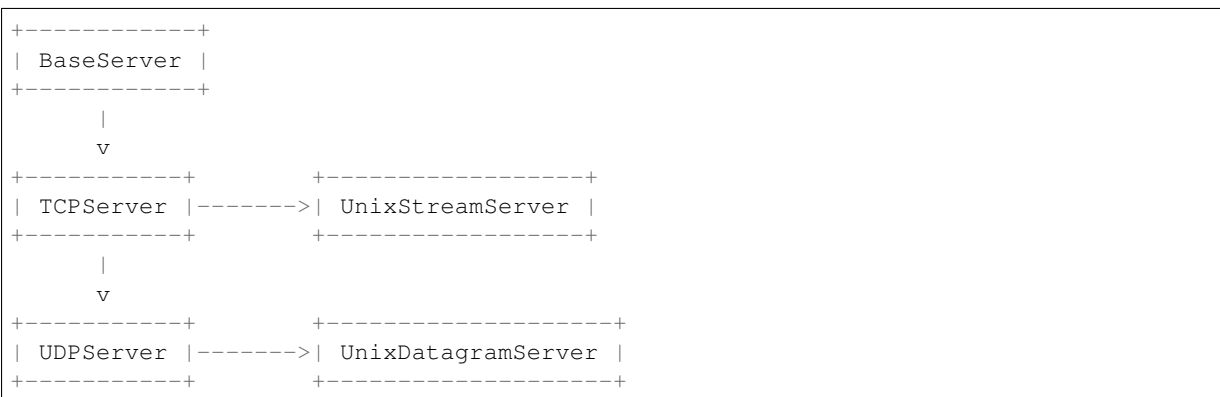 +------------+
| BaseServer |
+------------+
      |
      v
+-----------+        +------------------+
| TCPServer |------->| UnixStreamServer |
+-----------+        +------------------+
      |
      v
+-----------+        +--------------------+
| UDPServer |------->| UnixDatagramServer |
+-----------+        +--------------------+